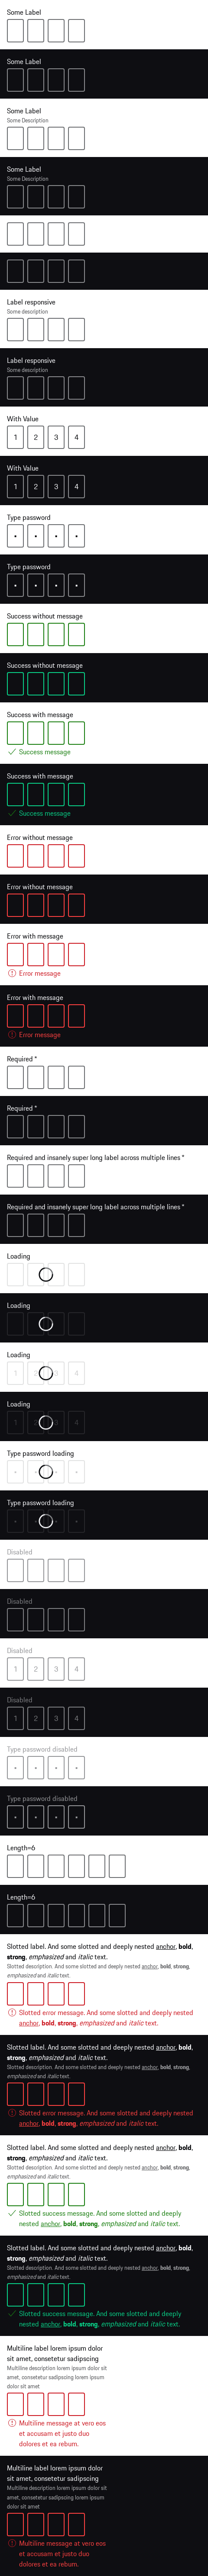 Some Label
Some Label
Some Label
Some Description
Some Label
Some Description
Label responsive
Some description
Label responsive
Some description
With Value
1 2 3 4
With Value
1 2 3 4
Type password
Type password
Success without message
Success without message
Success with message
Success message
Success with message
Success message
Error without message
Error without message
Error with message
Error message
Error with message
Error message
Required *
Required *
Required and insanely super long label across multiple lines *
Required and insanely super long label across multiple lines *
Loading
Loading
Loading
1 2 3 4
Loading
1 2 3 4
Type password loading
Type password loading
Disabled
Disabled
Disabled
1 2 3 4
Disabled
1 2 3 4
Type password disabled
Type password disabled
Length=6
Length=6
Slotted label. And some slotted and deeply nested anchor, bold,
strong, emphasized and italic text.
Slotted description. And some slotted and deeply nested anchor, bold, strong,
emphasized and italic text.
Slotted error message. And some slotted and deeply nested
anchor, bold, strong, emphasized and italic text.
Slotted label. And some slotted and deeply nested anchor, bold,
strong, emphasized and italic text.
Slotted description. And some slotted and deeply nested anchor, bold, strong,
emphasized and italic text.
Slotted error message. And some slotted and deeply nested
anchor, bold, strong, emphasized and italic text.
Slotted label. And some slotted and deeply nested anchor, bold,
strong, emphasized and italic text.
Slotted description. And some slotted and deeply nested anchor, bold, strong,
emphasized and italic text.
Slotted success message. And some slotted and deeply
nested anchor, bold, strong, emphasized and italic text.
Slotted label. And some slotted and deeply nested anchor, bold,
strong, emphasized and italic text.
Slotted description. And some slotted and deeply nested anchor, bold, strong,
emphasized and italic text.
Slotted success message. And some slotted and deeply
nested anchor, bold, strong, emphasized and italic text.
Multiline label lorem ipsum dolor
sit amet, consetetur sadipscing
Multiline description lorem ipsum dolor sit
amet, consetetur sadipscing lorem ipsum
dolor sit amet
Multiline message at vero eos
et accusam et justo duo
dolores et ea rebum.
Multiline label lorem ipsum dolor
sit amet, consetetur sadipscing
Multiline description lorem ipsum dolor sit
amet, consetetur sadipscing lorem ipsum
dolor sit amet
Multiline message at vero eos
et accusam et justo duo
dolores et ea rebum.